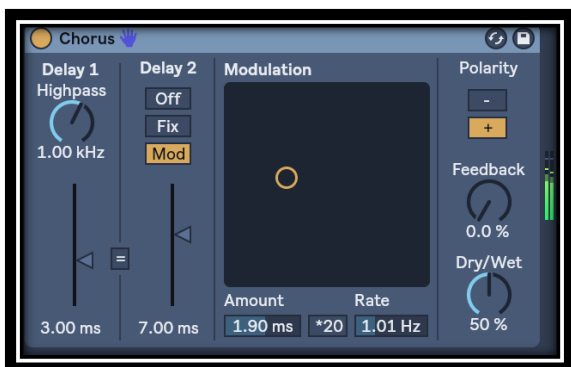 Chorus
Delay 1
Highpass
1.00 kHz
=
3.00 ms
Delay 2
Off
Fix
Mod
7.00 ms
Modulation
Amount
1.90 ms
*20
Rate
1.01 Hz
Polarity
-
+
Feedback
0.0 %
Dry/Wet
50 %